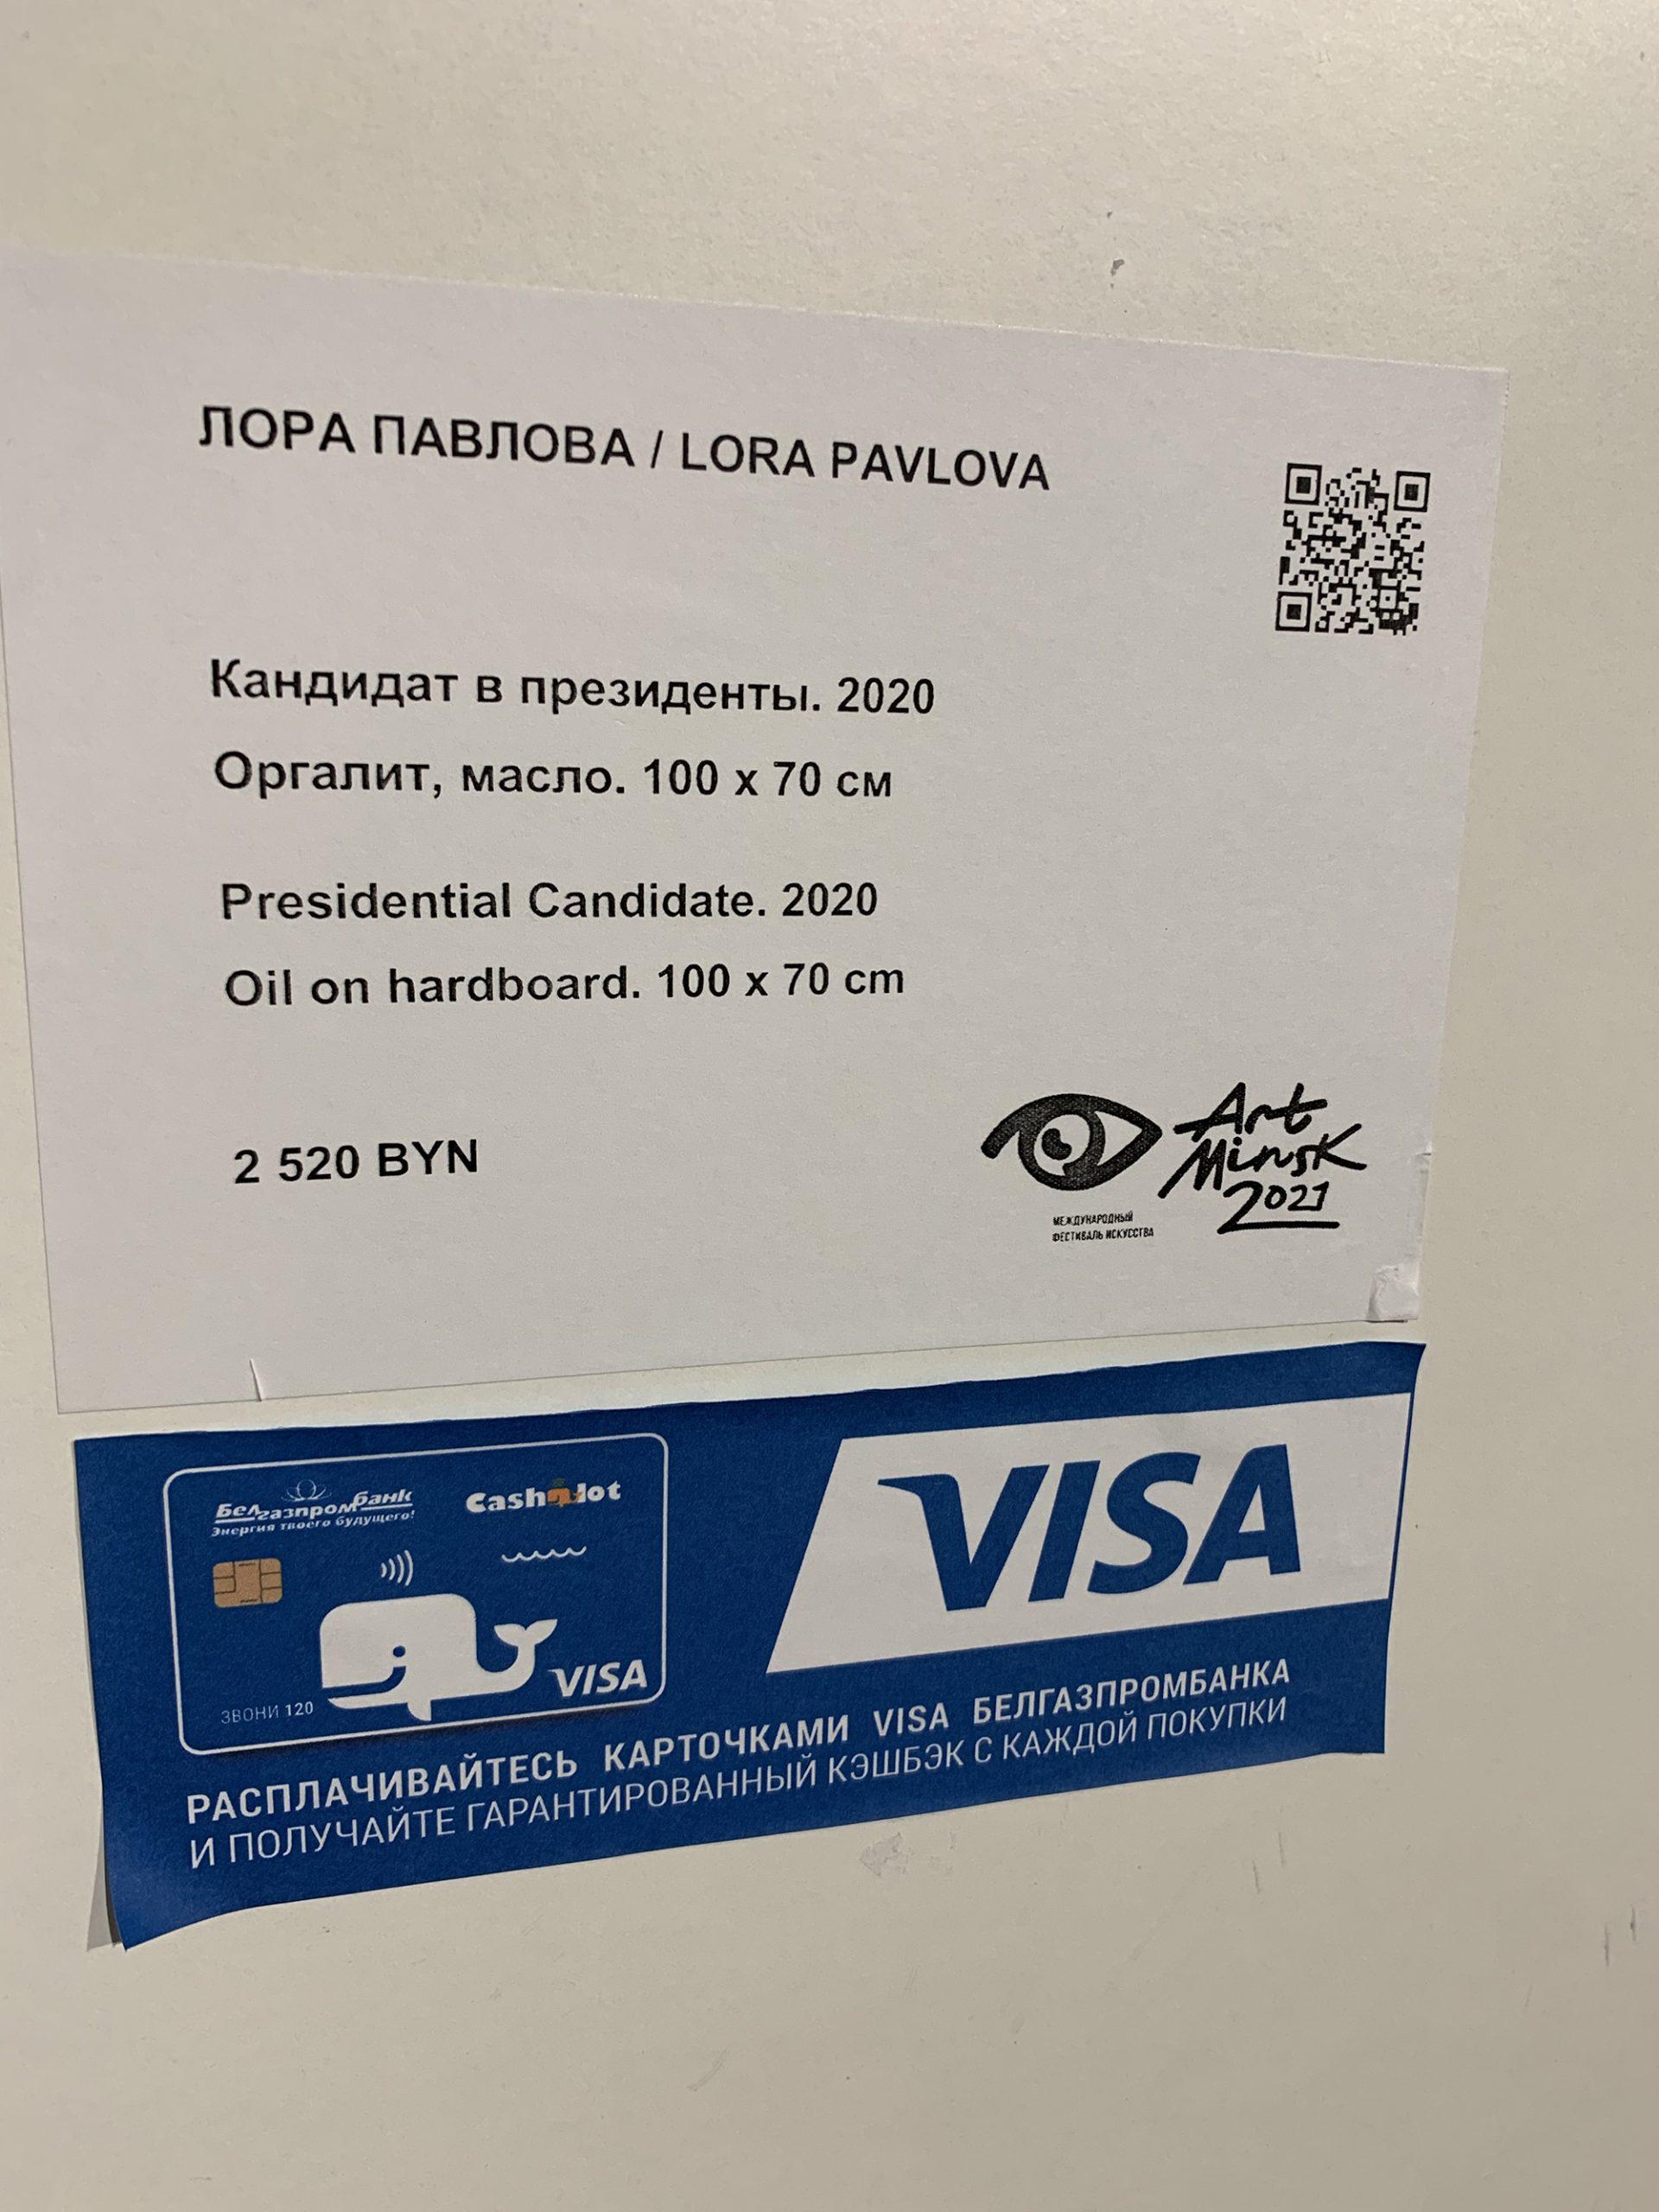 ЛОРА ПАВЛОВА / LORA PAVLOVA
Кандидат в президенты. 2020
Оргалит, масло. 100 х 70 см
Presidential Candidate. 2020
Oil on hardboard. 100 x 70 cm
2 520 BYN
Art
Minsk
2021
МЕЖДУНАРОДНЫЙ
ФЕСТИВАЛЬ ИСКУССТВА
Белгазпромбанк
Энергия твоего будущего!
Cashalot
ЗВОНИ 120
VISA
VISA
РАСПЛАЧИВАЙТЕСЬ КАРТОЧКАМИ VISA БЕЛГАЗПРОМБАНКА
И ПОЛУЧАЙТЕ ГАРАНТИРОВАННЫЙ КЭШБЭК С КАЖДОЙ ПОКУПКИ